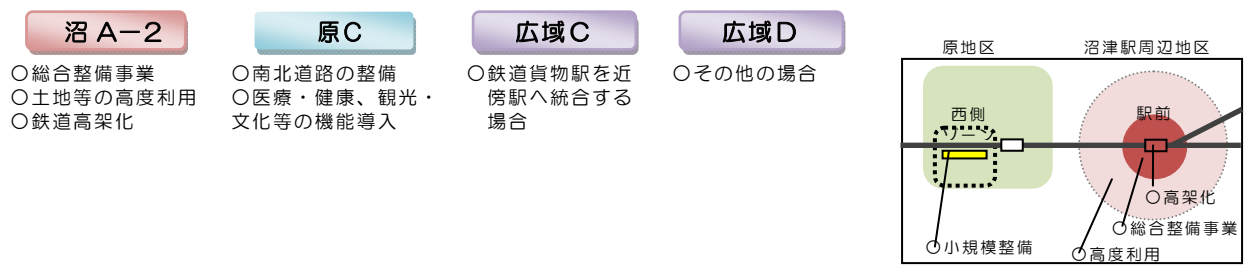 沼 A－2
○総合整備事業
○土地等の高度利用
○鉄道高架化
原C
○南北道路の整備
○医療・健康、観光・
文化等の機能導入
広域C
○鉄道貨物駅を近
傍駅へ統合する
場合
広域D
○その他の場合
原地区
沼津駅周辺地区
西側
ゾーン
駅前
○高架化
○総合整備事業
○小規模整備
○高度利用